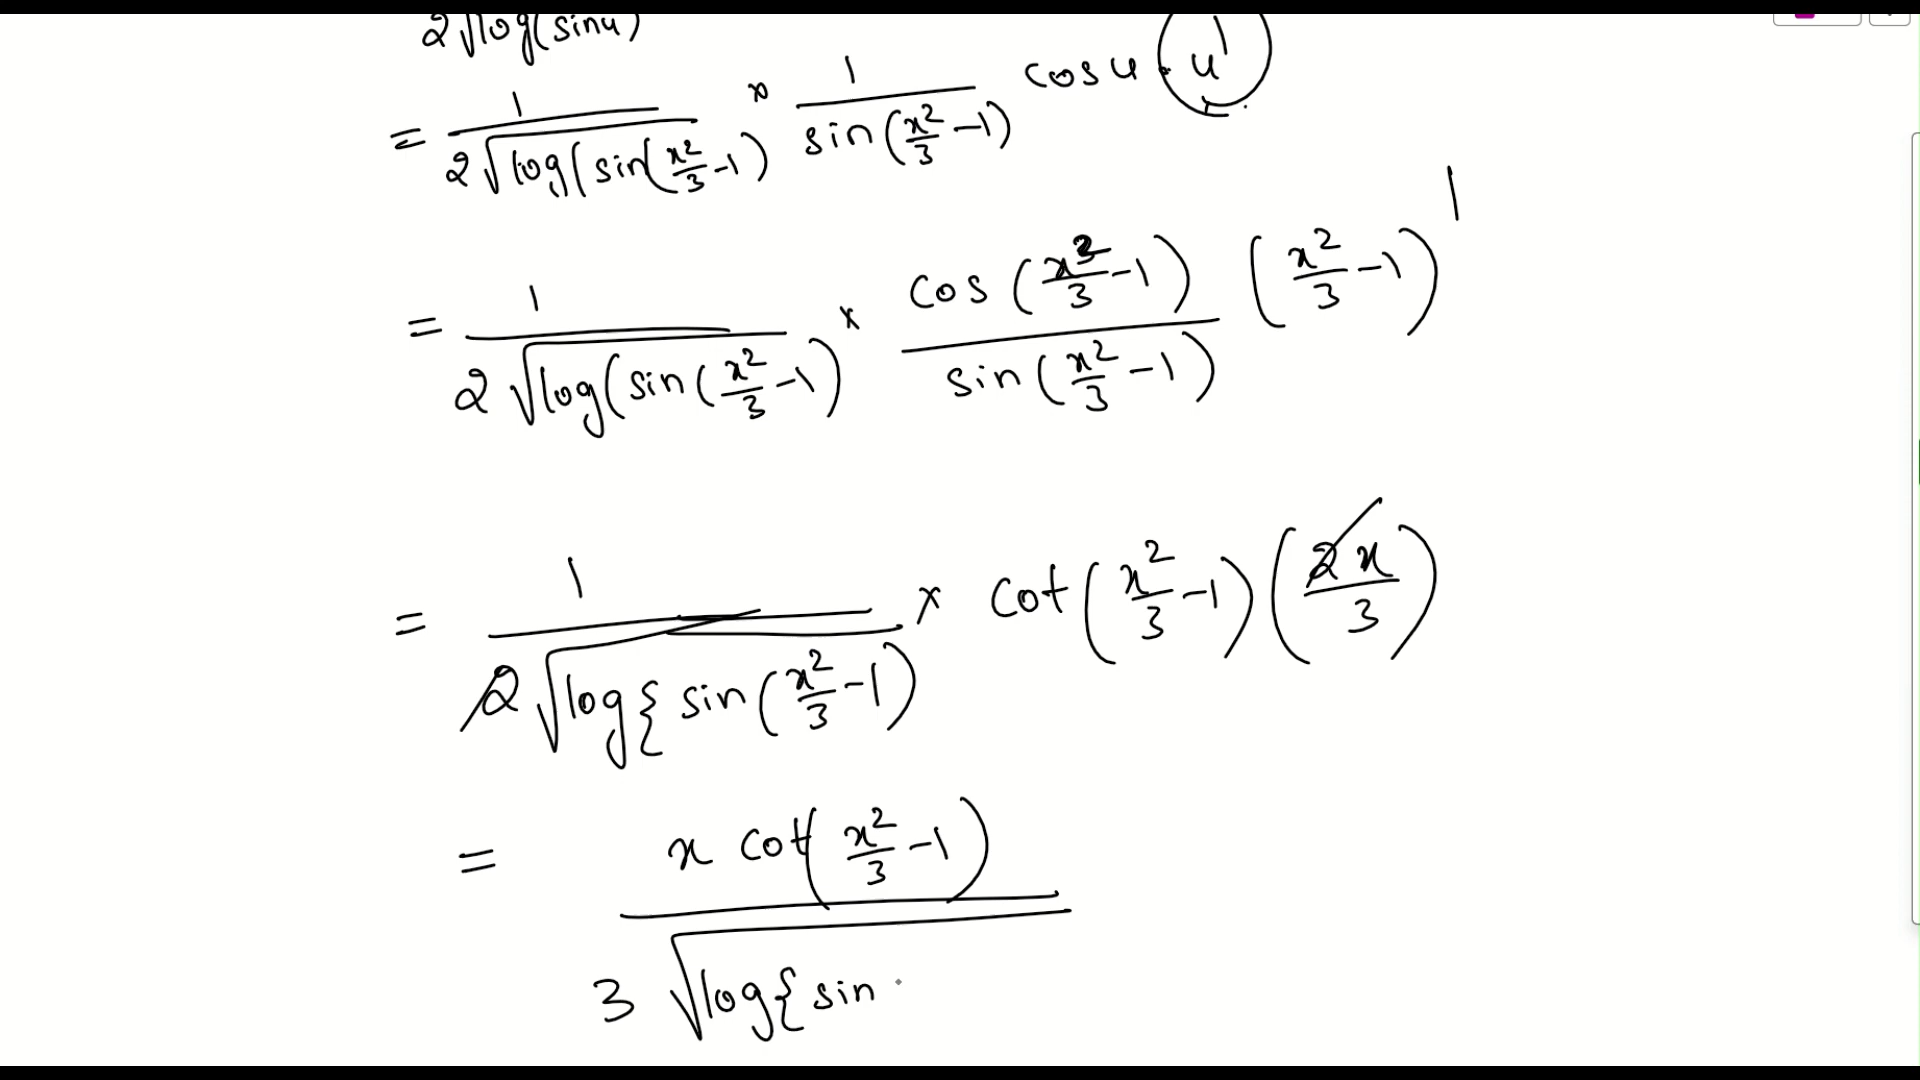 2√log(sinu)
= 1/(2√log(sin(x²/3 -1)) × 1/(sin(x²/3 -1)) cosu · u'
= 1/(2√log(sin(x²/3 -1)) × cos(x²/3 -1)/sin(x²/3 -1) (x²/3 -1)'
= 1/(2√log{sin(x²/3 -1)) × cot(x²/3 -1)(2x/3)
= x cot(x²/3 -1)/(3√log{sin